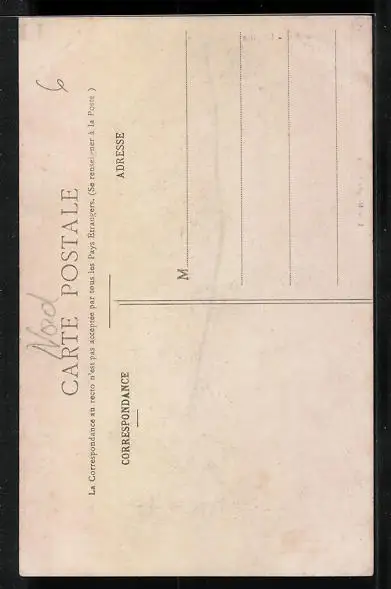 Nord
6
CARTE POSTALE
La Correspondance au recto n'est pas acceptée par tous les Pays Étrangers. (Se renseigner à la Poste)
CORRESPONDANCE
ADRESSE
M